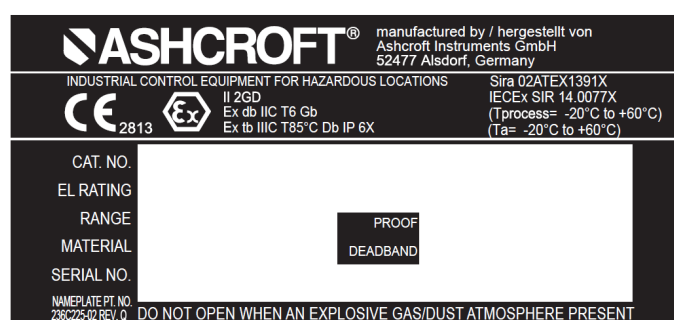 ASHCROFT®
manufactured by / hergestellt von
Ashcroft Instruments GmbH
52477 Alsdorf, Germany
INDUSTRIAL CONTROL EQUIPMENT FOR HAZARDOUS LOCATIONS
CE 2813
Ex
II 2GD
Ex db IIC T6 Gb
Ex tb IIIC T85°C Db IP 6X
Sira 02ATEX1391X
IECEx SIR 14.0077X
(Tprocess= -20°C to +60°C)
(Ta= -20°C to +60°C)
CAT. NO.
EL RATING
RANGE
PROOF
MATERIAL
DEADBAND
SERIAL NO.
NAMEPLATE PT. NO.
236C225-02 REV. Q
DO NOT OPEN WHEN AN EXPLOSIVE GAS/DUST ATMOSPHERE PRESENT